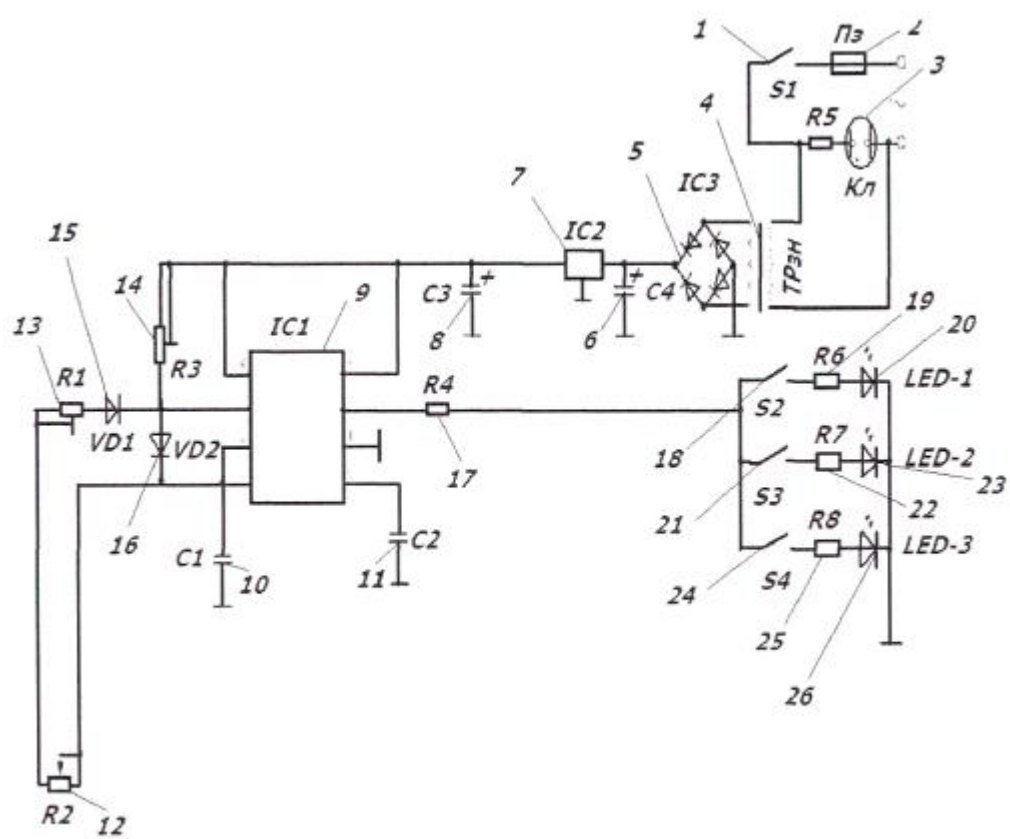 1
Пз
2
S1
3
4
R5
Кл
5
IC3
7
IC2
15
14
C3
+
+
C4
ТРзн
9
8
6
13
IC1
19
20
R1
R3
R4
R6
LED-1
VD1
VD2
S2
17
18
R7
LED-2
21
S3
22
23
16
C1
C2
R8
LED-3
10
11
24
S4
25
26
R2
12
~